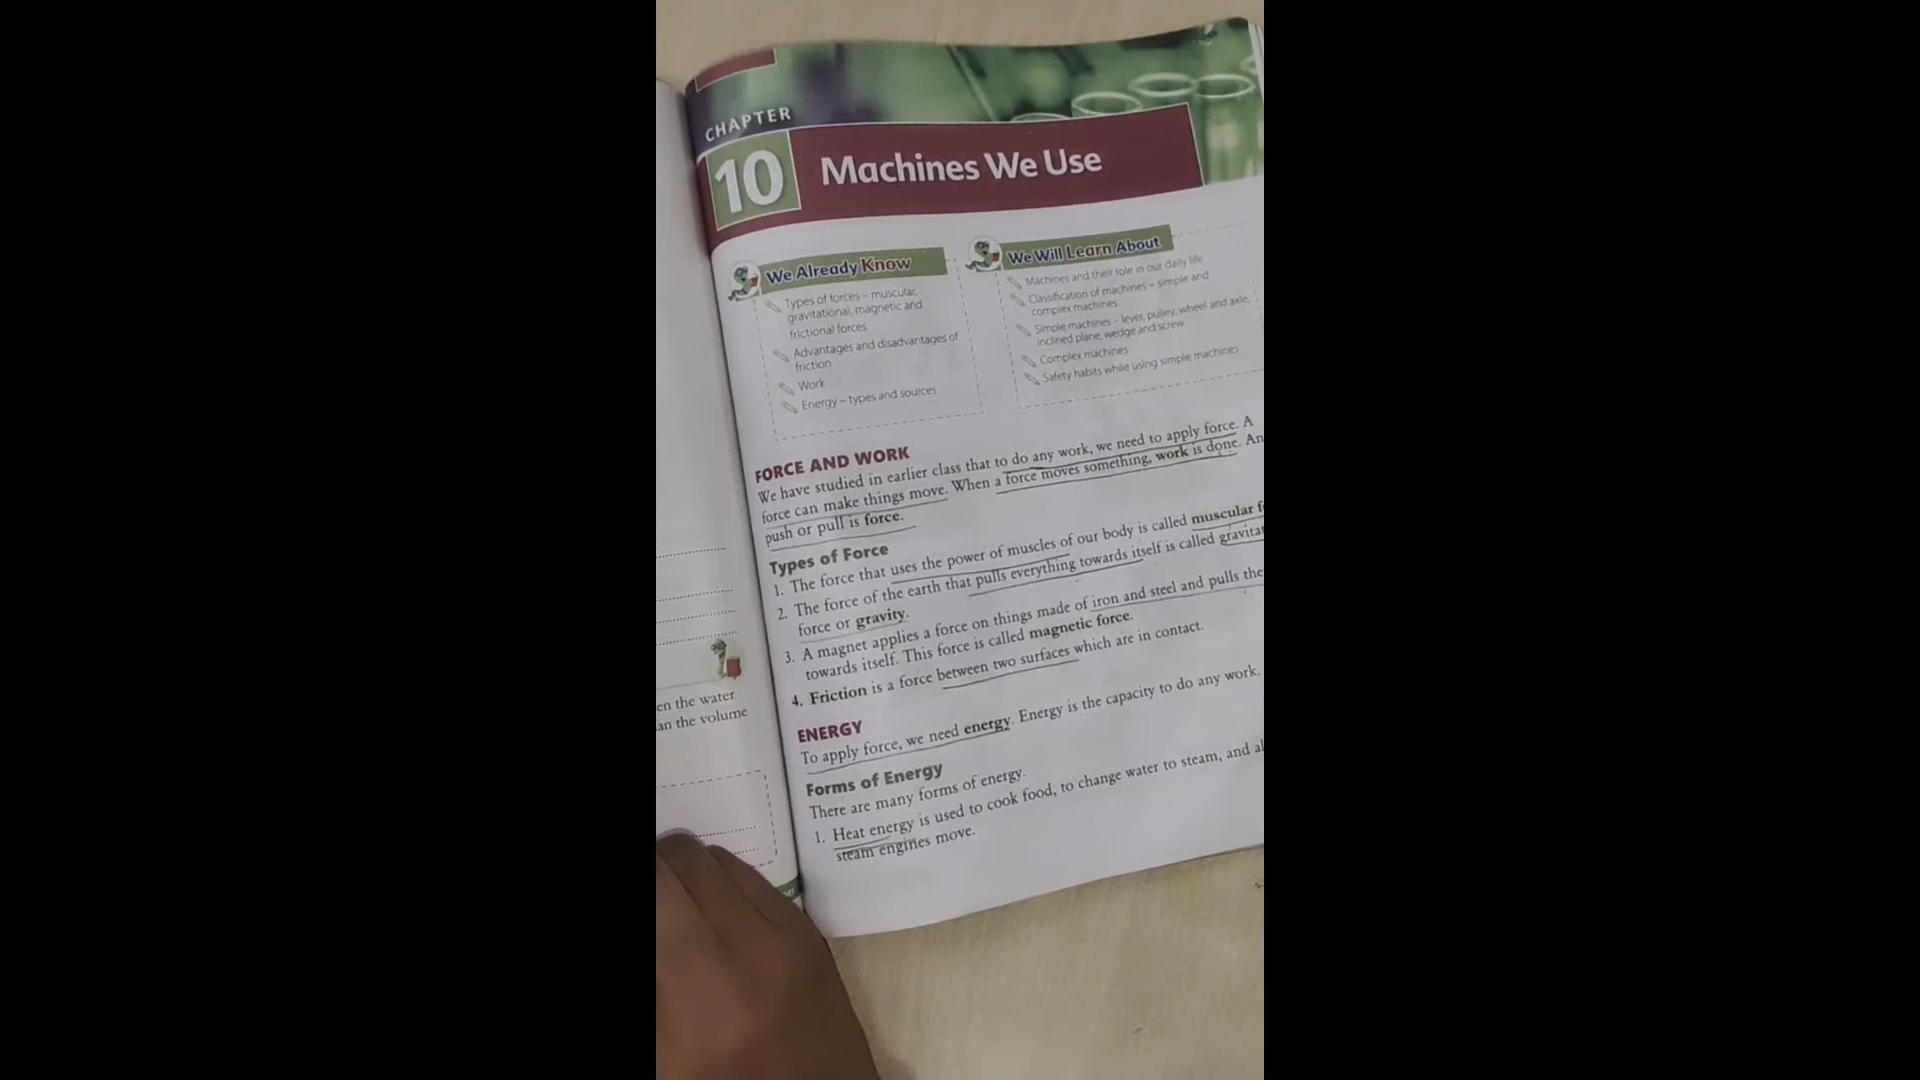 CHAPTER
10
Machines We Use
We Already Know
Types of forces – muscular,
gravitational, magnetic and
frictional forces
Advantages and disadvantages of
friction
Work
Energy – types and sources
We Will Learn About
Machines and their role in our daily life
Classification of machines – simple and
complex machines
Simple machines – lever, pulley, wheel and axle,
inclined plane, wedge and screw
Complex machines
Safety habits while using simple machines
FORCE AND WORK
We have studied in earlier class that to do any work, we need to apply force. A
force can make things move. When a force moves something, work is done. An
push or pull is force.
Types of Force
1. The force that uses the power of muscles of our body is called muscular
2. The force of the earth that pulls everything towards itself is called
force or gravity.
3. A magnet applies a force on things made of iron and steel and pulls
towards itself. This force is called magnetic force.
4. Friction is a force between two surfaces which are in contact.
ENERGY
To apply force, we need energy. Energy is the capacity to do any work.
Forms of Energy
There are many forms of energy.
1. Heat energy is used to cook food, to change water to steam, and
steam engines move.
en the water
an the volume